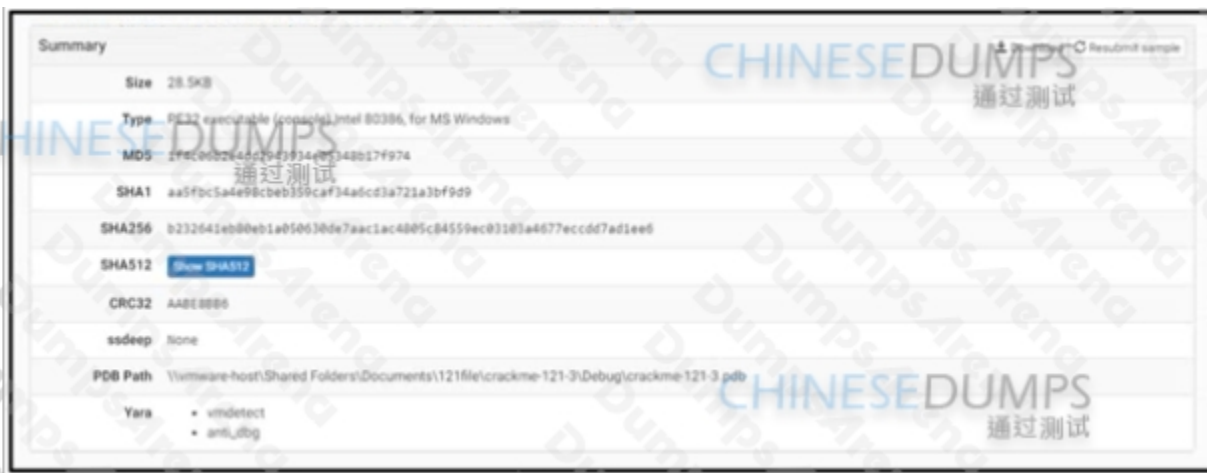 Summary
Download Resubmit sample
CHINESEDUMPS
通过测试
Size 28.5KB
Type PE32 executable (console) Intel 80386, for MS Windows
HINESEDUMPS
通过测试
MD5
SHA1 aa5fbc5a4e98cbeb359caf34a6cd3a721a3bf9d9
SHA256 b232641eb80eb1a050630de7aac1ac4805c84559ec03103a4677eccdd7ad1ee6
SHA512 Show SHA512
CRC32
ssdeep None
PDB Path \\vmware-host\Shared Folders\Documents\121file\crackme-121-3\Debug\crackme-121-3.pdb
CHINESEDUMPS
通过测试
Yara • vmdetect
• anti_dbg
DumpsArena